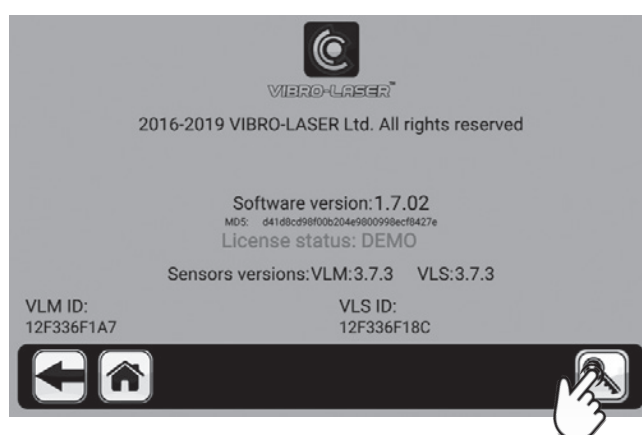 VIBRO-LASER™
2016-2019 VIBRO-LASER Ltd. All rights reserved
Software version:1.7.02
MD5: d41d8cd98f00b204e9800998ecf8427e
License status: DEMO
Sensors versions:VLM:3.7.3 VLS:3.7.3
VLM ID: VLS ID:
12F336F1A7 12F336F18C